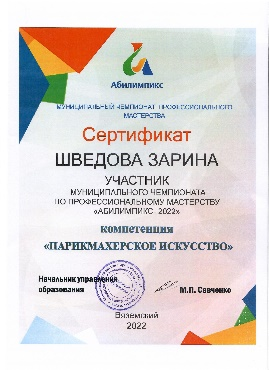 Абилимпикс
МУНИЦИПАЛЬНЫЙ ЧЕМПИОНАТ ПРОФЕССИОНАЛЬНОГО
МАСТЕРСТВА
Сертификат
ШВЕДОВА ЗАРИНА
УЧАСТНИК
МУНИЦИПАЛЬНОГО ЧЕМПИОНАТА
ПО ПРОФЕССИОНАЛЬНОМУ МАСТЕРСТВУ
«АБИЛИМПИКС 2022»
компетенция
«ПАРИКМАХЕРСКОЕ ИСКУССТВО»
Начальник управления
образования М.П. Савченко
Вяземский
2022